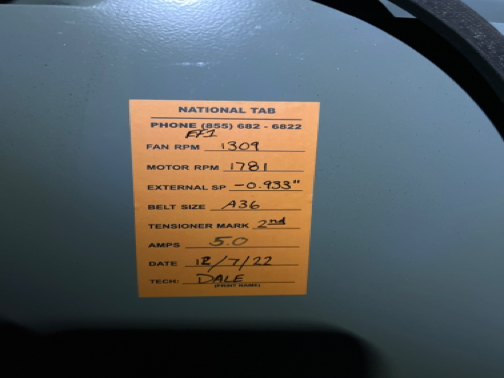 NATIONAL TAB
PHONE (855) 682 - 6822
EF1
FAN RPM 1309
MOTOR RPM 1781
EXTERNAL SP -0.933"
BELT SIZE A36
TENSIONER MARK 2nd
AMPS 5.0
DATE 12/7/22
TECH: DALE
(PRINT NAME)